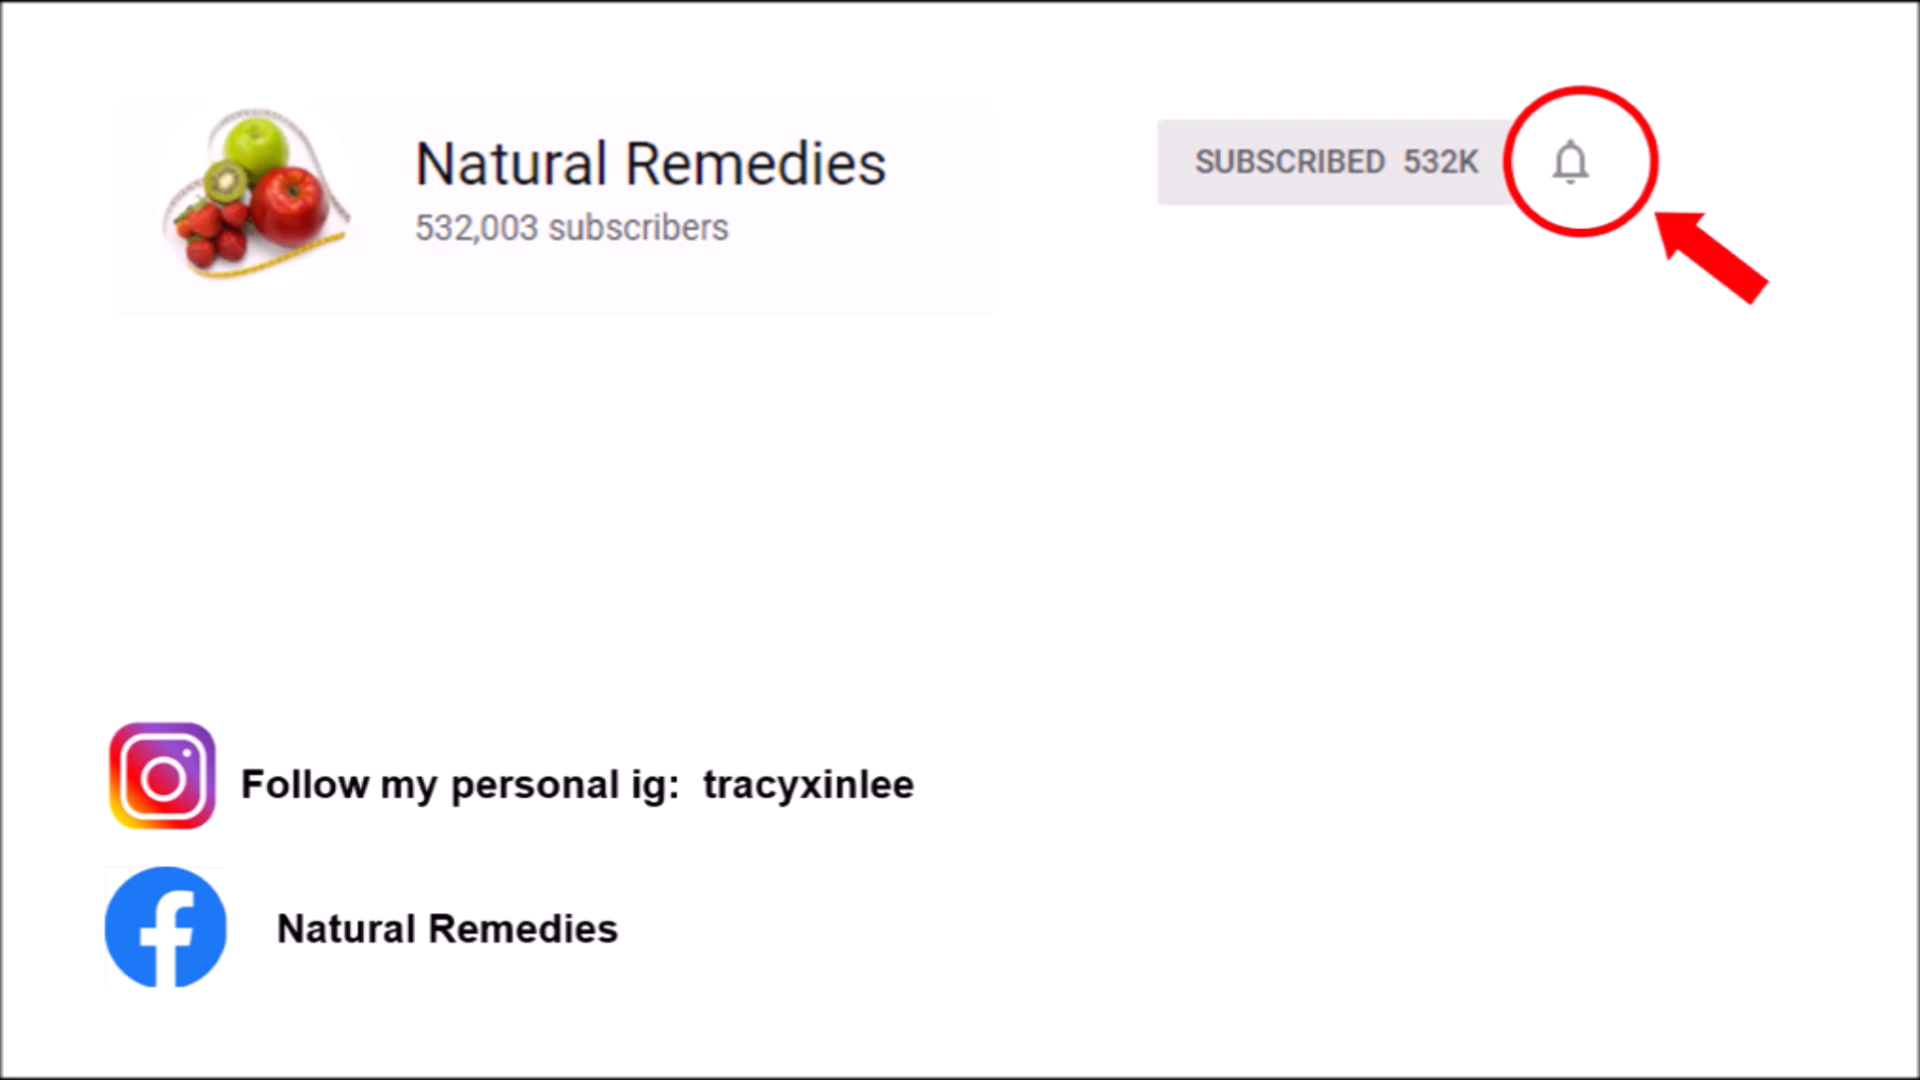 Natural Remedies
532,003 subscribers
SUBSCRIBED 532K
Follow my personal ig: tracyxinlee
Natural Remedies